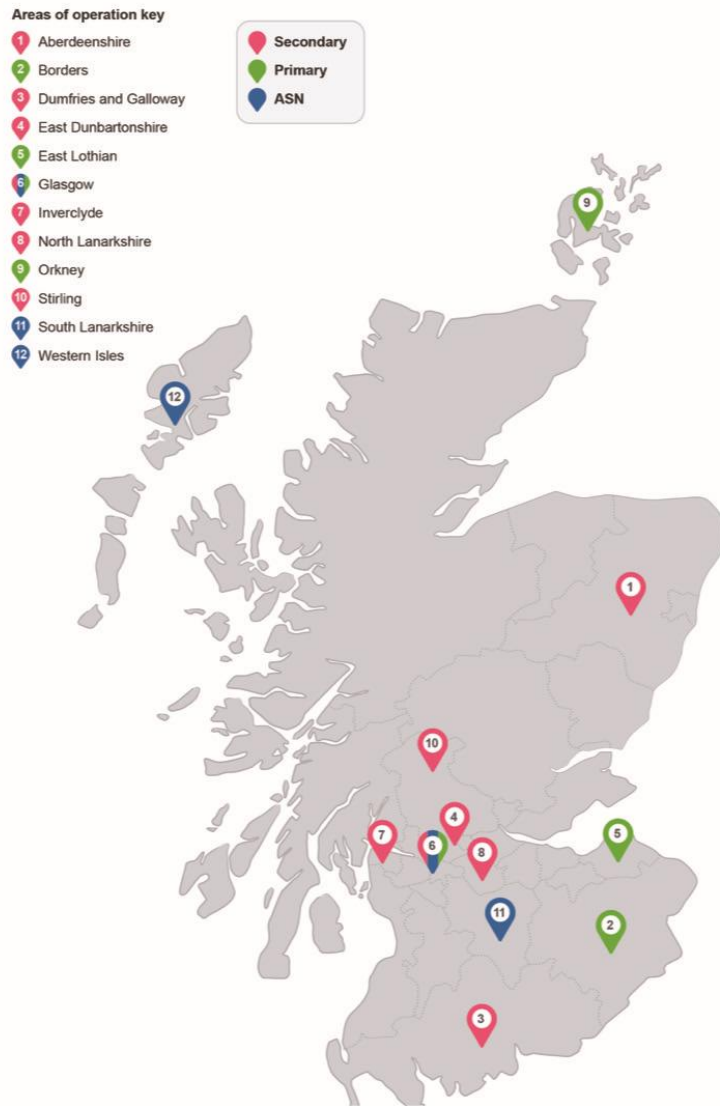 Areas of operation key
1 Aberdeenshire
2 Borders
3 Dumfries and Galloway
4 East Dunbartonshire
5 East Lothian
6 Glasgow
7 Inverclyde
8 North Lanarkshire
9 Orkney
10 Stirling
11 South Lanarkshire
12 Western Isles
Secondary
Primary
ASN
9
12
1
10
4
7
6
8
5
11
2
3